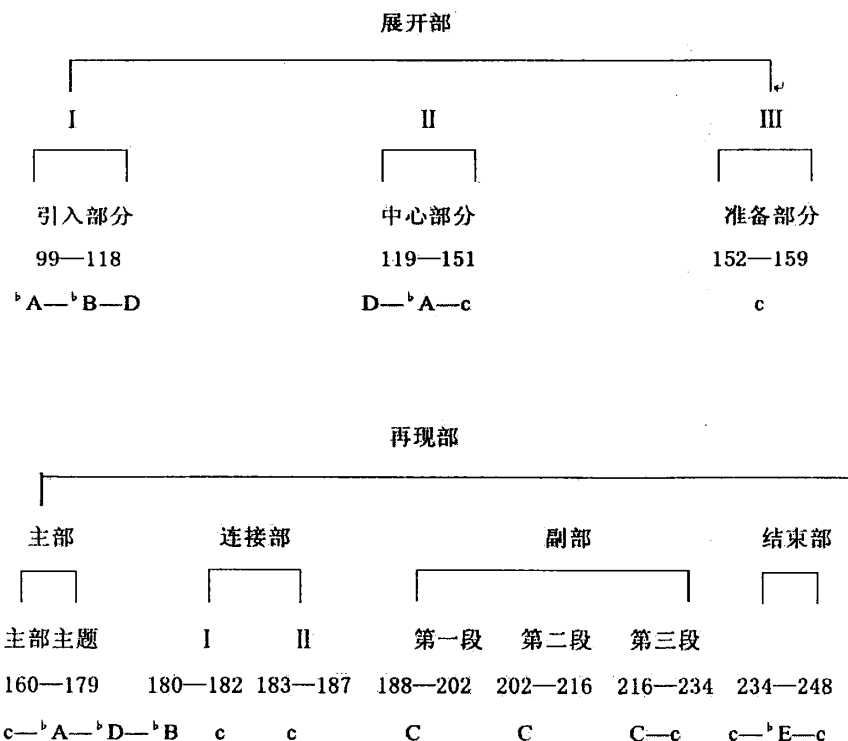 展开部
I II III
引入部分 中心部分 准备部分
99—118 119—151 152—159
♭A—♭B—D D—♭A—c c
再现部
主部 连接部 副部 结束部
主部主题 I II 第一段 第二段 第三段
160—179 180—182 183—187 188—202 202—216 216—234 234—248
c—♭A—♭D—♭B c c C C C—c c—♭E—c